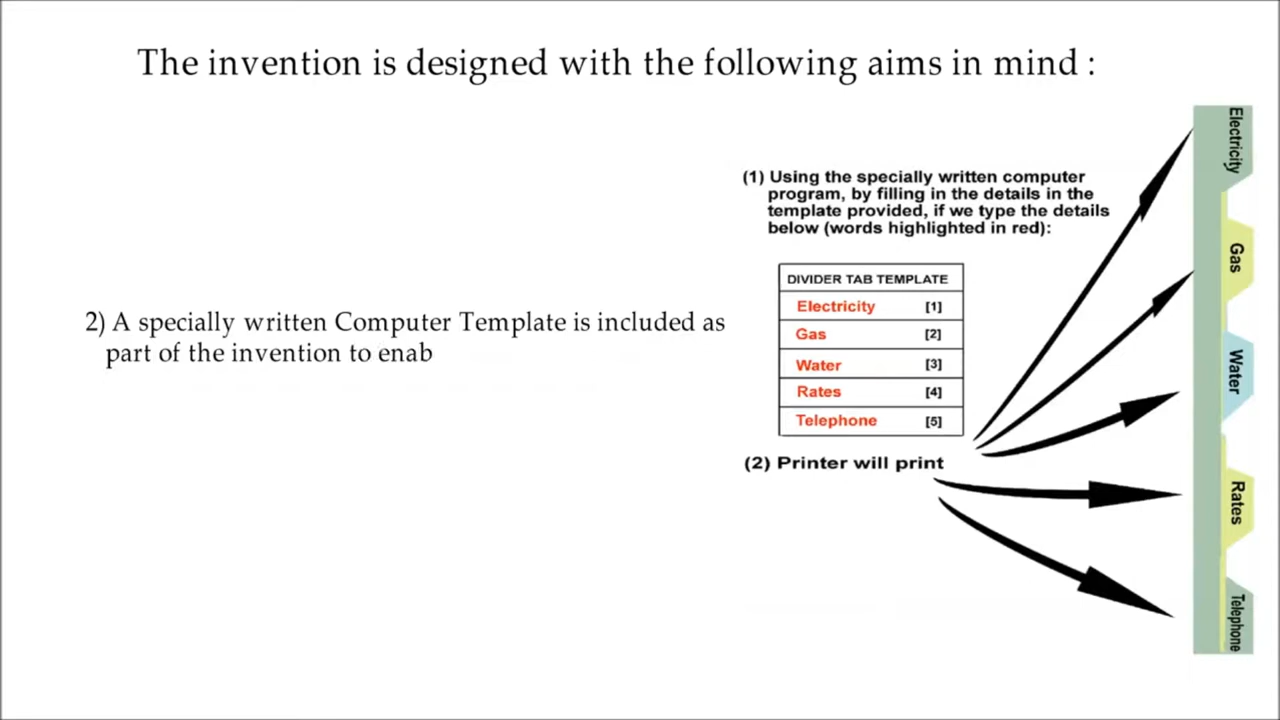 The invention is designed with the following aims in mind :
2) A specially written Computer Template is included as
part of the invention to enab
(1) Using the specially written computer
program, by filling in the details in the
template provided, if we type the details
below (words highlighted in red):
DIVIDER TAB TEMPLATE
Electricity [1]
Gas [2]
Water [3]
Rates [4]
Telephone [5]
(2) Printer will print
Electricity
Gas
Water
Rates
Telephone